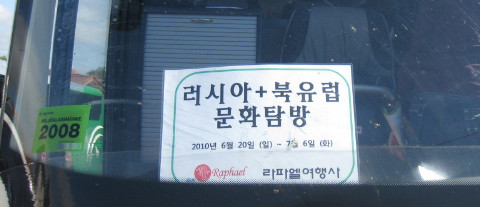 러시아+북유럽
문화탐방
2010년 6월 20일 (일) ~ 7월 6일 (화)
Raphael 라파엘여행사
2008